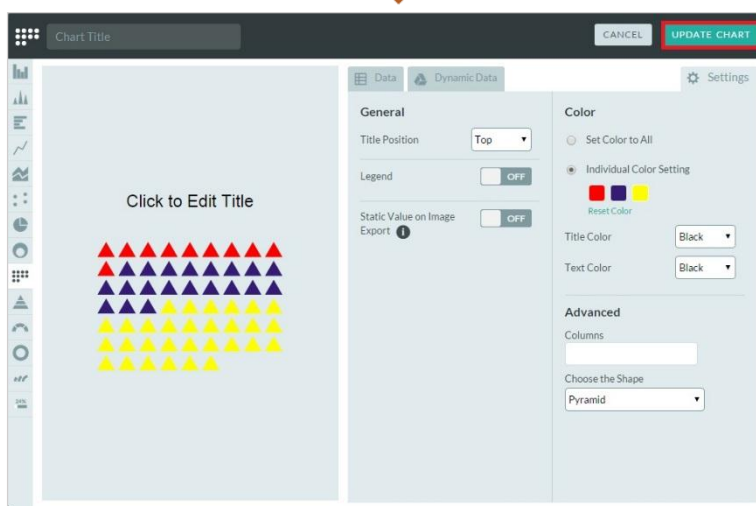 Chart Title
CANCEL
UPDATE CHART
Data
Dynamic Data
Settings
Click to Edit Title
General
Title Position
Top
Legend
OFF
Static Value on Image
Export
i
OFF
Color
Set Color to All
Individual Color Setting
Reset Color
Title Color
Black
Text Color
Black
Advanced
Columns
Choose the Shape
Pyramid